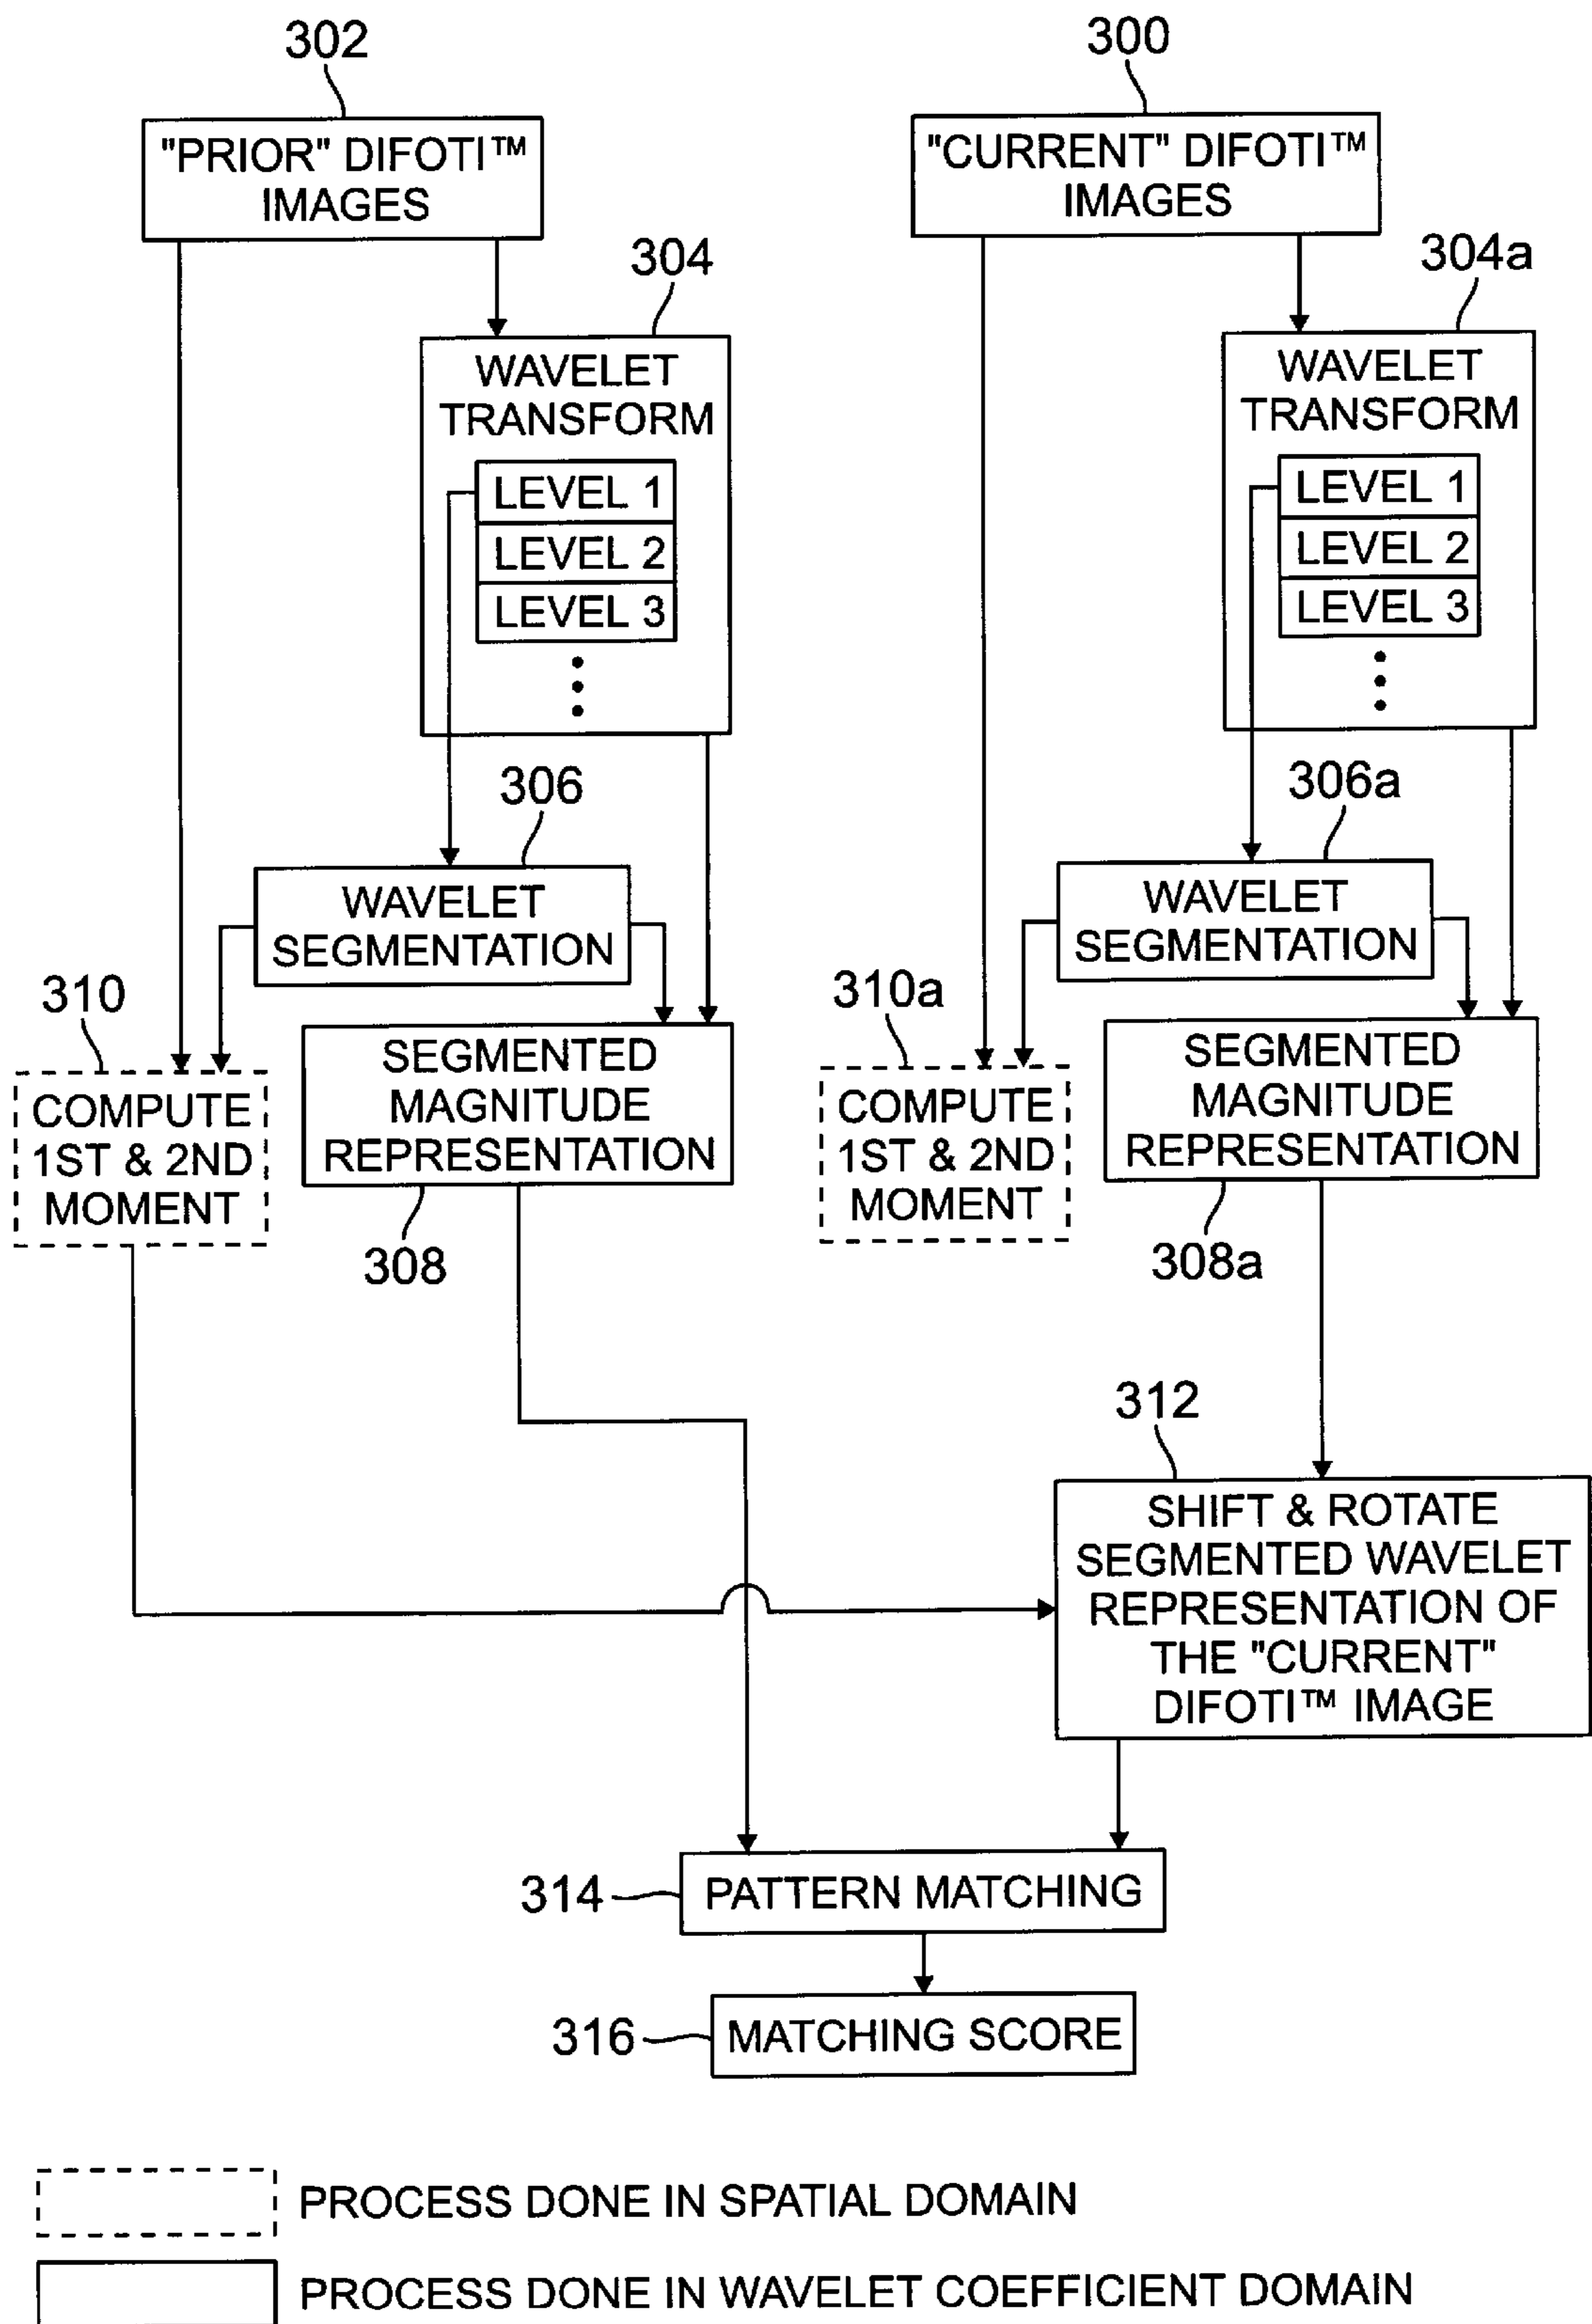 302
300
"PRIOR" DIFOTI™
IMAGES
"CURRENT" DIFOTI™
IMAGES
304
304a
WAVELET
TRANSFORM
LEVEL 1
LEVEL 2
LEVEL 3
WAVELET
TRANSFORM
LEVEL 1
LEVEL 2
LEVEL 3
306
306a
WAVELET
SEGMENTATION
WAVELET
SEGMENTATION
310
310a
COMPUTE
1ST & 2ND
MOMENT
SEGMENTED
MAGNITUDE
REPRESENTATION
COMPUTE
1ST & 2ND
MOMENT
SEGMENTED
MAGNITUDE
REPRESENTATION
308
308a
312
SHIFT & ROTATE
SEGMENTED WAVELET
REPRESENTATION OF
THE "CURRENT"
DIFOTI™ IMAGE
314
PATTERN MATCHING
316
MATCHING SCORE
PROCESS DONE IN SPATIAL DOMAIN
PROCESS DONE IN WAVELET COEFFICIENT DOMAIN